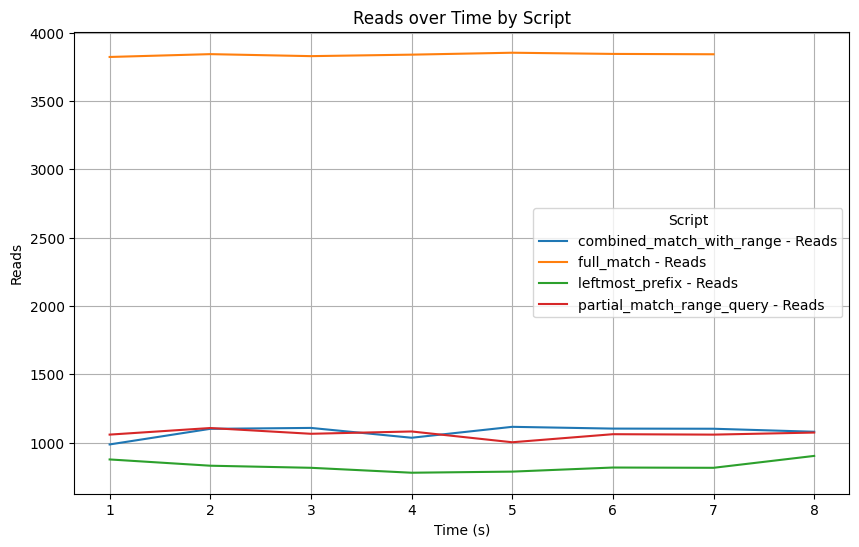 Reads over Time by Script
4000
3500
3000
2500
2000
1500
1000
Reads
Script
combined_match_with_range - Reads
full_match - Reads
leftmost_prefix - Reads
partial_match_range_query - Reads
1 2 3 4 5 6 7 8
Time (s)